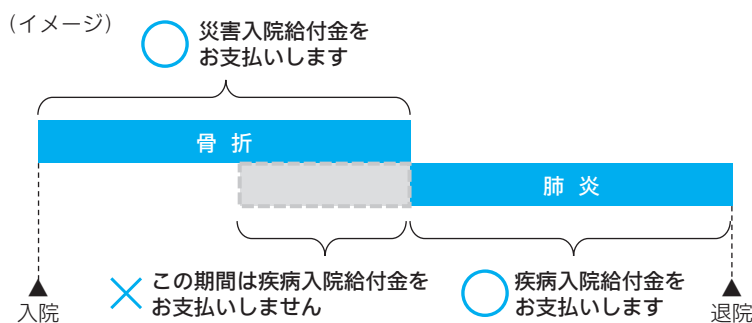 （イメージ）
災害入院給付金を
お支払いします
骨 折
肺 炎
この期間は疾病入院給付金を
お支払いしません
疾病入院給付金を
お支払いします
入院
退院